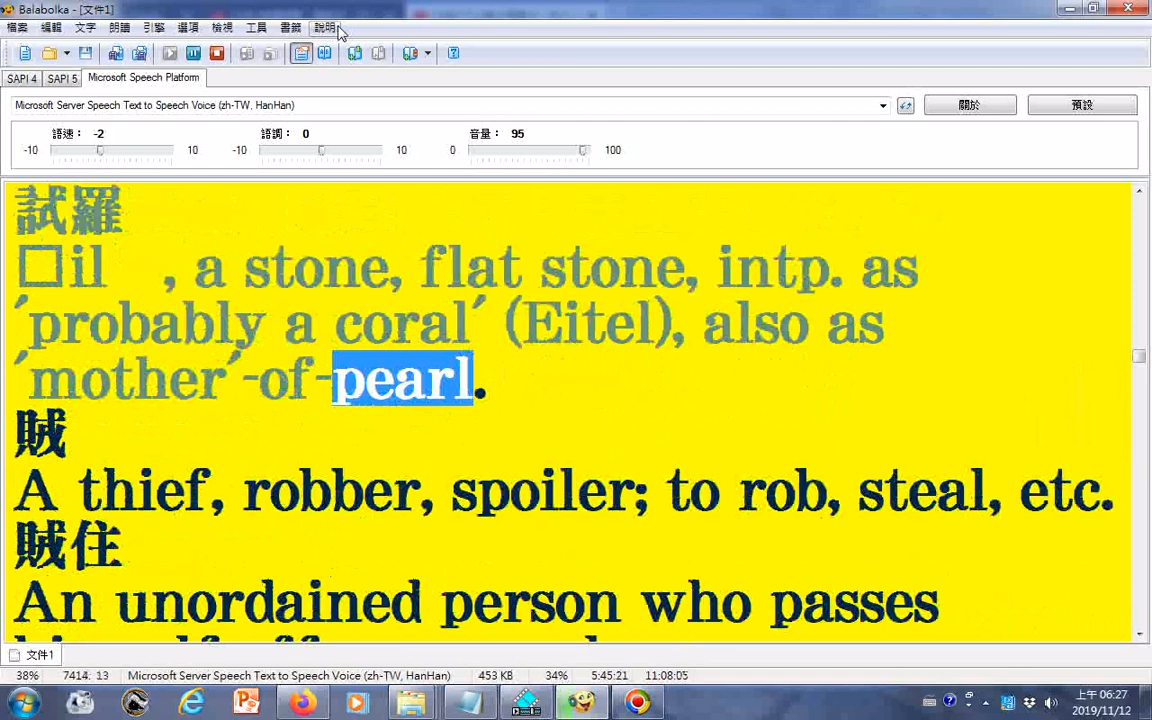 Balabolka - [文件1]
檔案 編輯 文字 朗讀 引擎 選項 檢視 工具 書籤 說明
SAPI 4 SAPI 5 Microsoft Speech Platform
Microsoft Server Speech Text to Speech Voice (zh-TW, HanHan) 關於 預設
語速： -2 語調： 0 音量： 95
-10 10 -10 10 0 100
試羅
□il , a stone, flat stone, intp. as
'probably a coral' (Eitel), also as
'mother'-of-pearl.
賊
A thief, robber, spoiler; to rob, steal, etc.
賊住
An unordained person who passes
文件1
38% 7414: 13 Microsoft Server Speech Text to Speech Voice (zh-TW, HanHan) 453 KB 34% 5:45:21 11:08:05
上午 06:27
2019/11/12